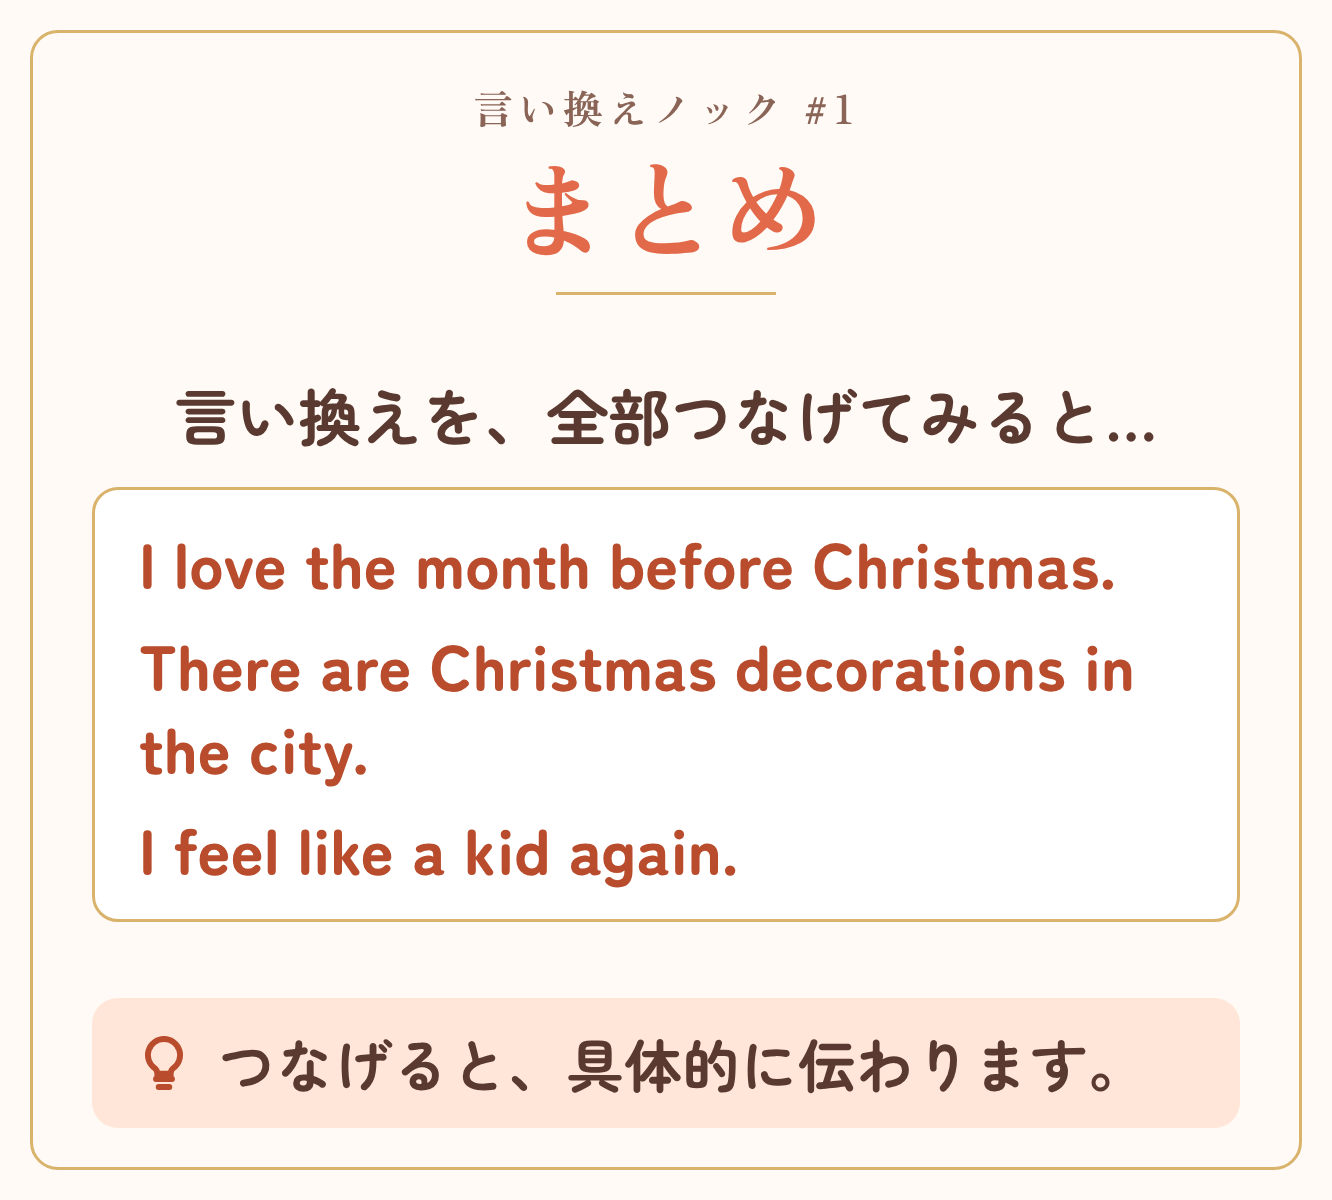 言い換えノック #1
まとめ
言い換えを、全部つなげてみると…
I love the month before Christmas.
There are Christmas decorations in
the city.
I feel like a kid again.
つなげると、具体的に伝わります。